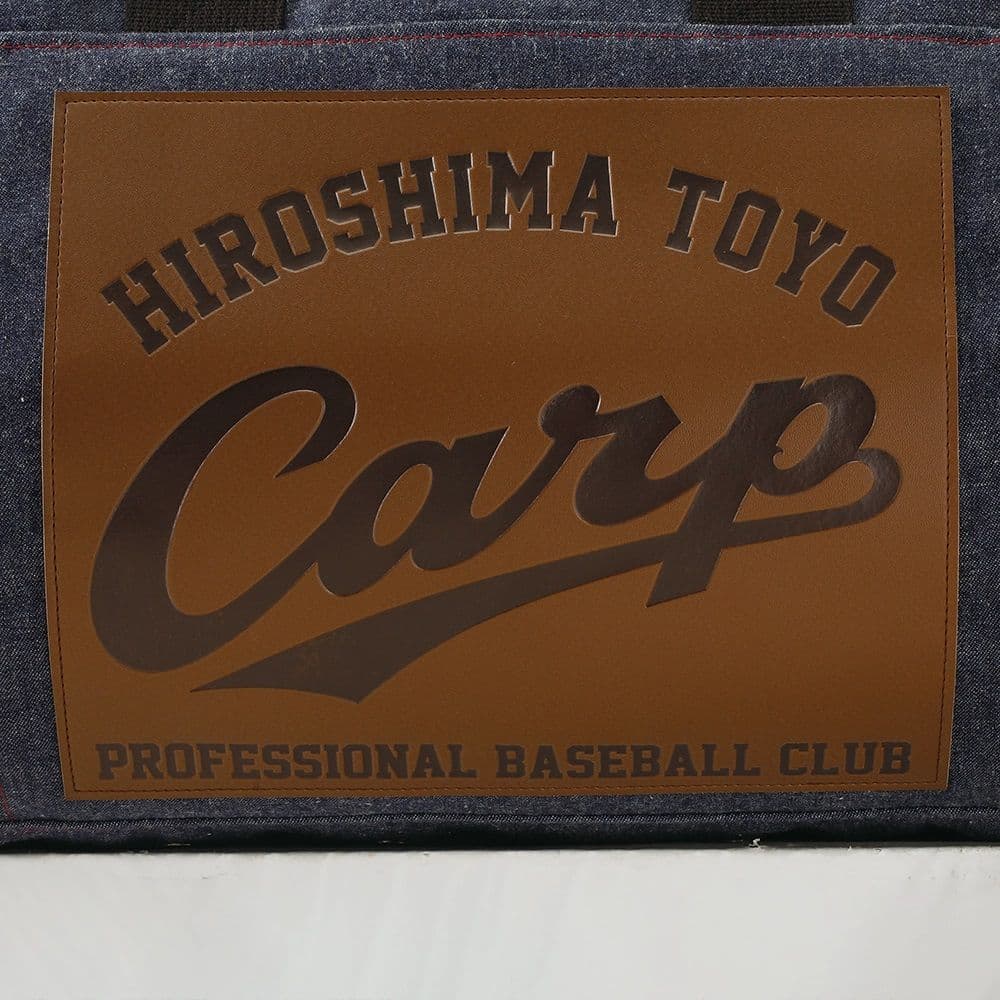 HIROSHIMA TOYO
Carp
PROFESSIONAL BASEBALL CLUB